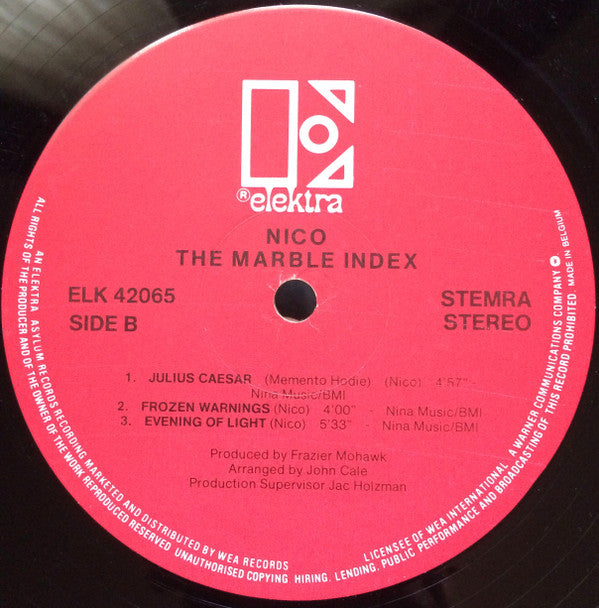 ® elektra
NICO
THE MARBLE INDEX
ELK 42065
SIDE B
STEMRA
STEREO
1. JULIUS CAESAR (Memento Hodie) (Nico) 4'57" -
Nina Music/BMI
2. FROZEN WARNINGS (Nico) 4'00" - Nina Music/BMI
3. EVENING OF LIGHT (Nico) 5'33" - Nina Music/BMI
Produced by Frazier Mohawk
Arranged by John Cale
Production Supervisor Jac Holzman
AN ELEKTRA ASYLUM RECORDS RECORDING MARKETED AND DISTRIBUTED BY WEA RECORDS
LICENSEE OF WEA INTERNATIONAL. A WARNER COMMUNICATIONS COMPANY
ALL RIGHTS OF THE PRODUCER AND OF THE OWNER OF THE WORK REPRODUCED RESERVED UNAUTHORISED COPYING HIRING. LENDING. PUBLIC PERFORMANCE AND BROADCASTING OF THIS RECORD PROHIBITED. MADE IN BELGIUM